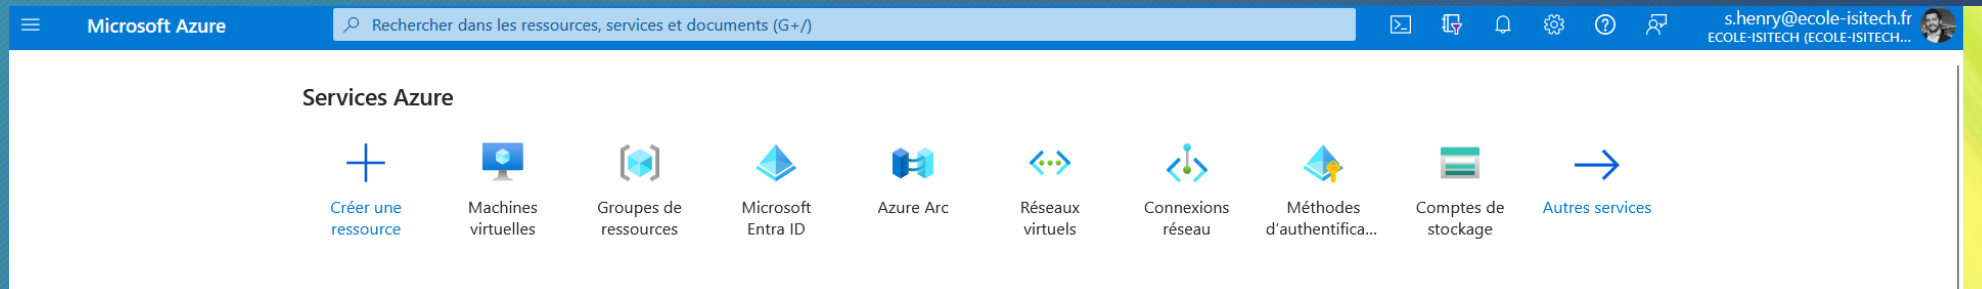 Microsoft Azure
Rechercher dans les ressources, services et documents (G+/)
s.henry@ecole-isitech.fr
ECOLE-ISITECH (ECOLE-ISITECH...
Services Azure
Créer une
ressource
Machines
virtuelles
Groupes de
ressources
Microsoft
Entra ID
Azure Arc
Réseaux
virtuels
Connexions
réseau
Méthodes
d'authentifica...
Comptes de
stockage
Autres services